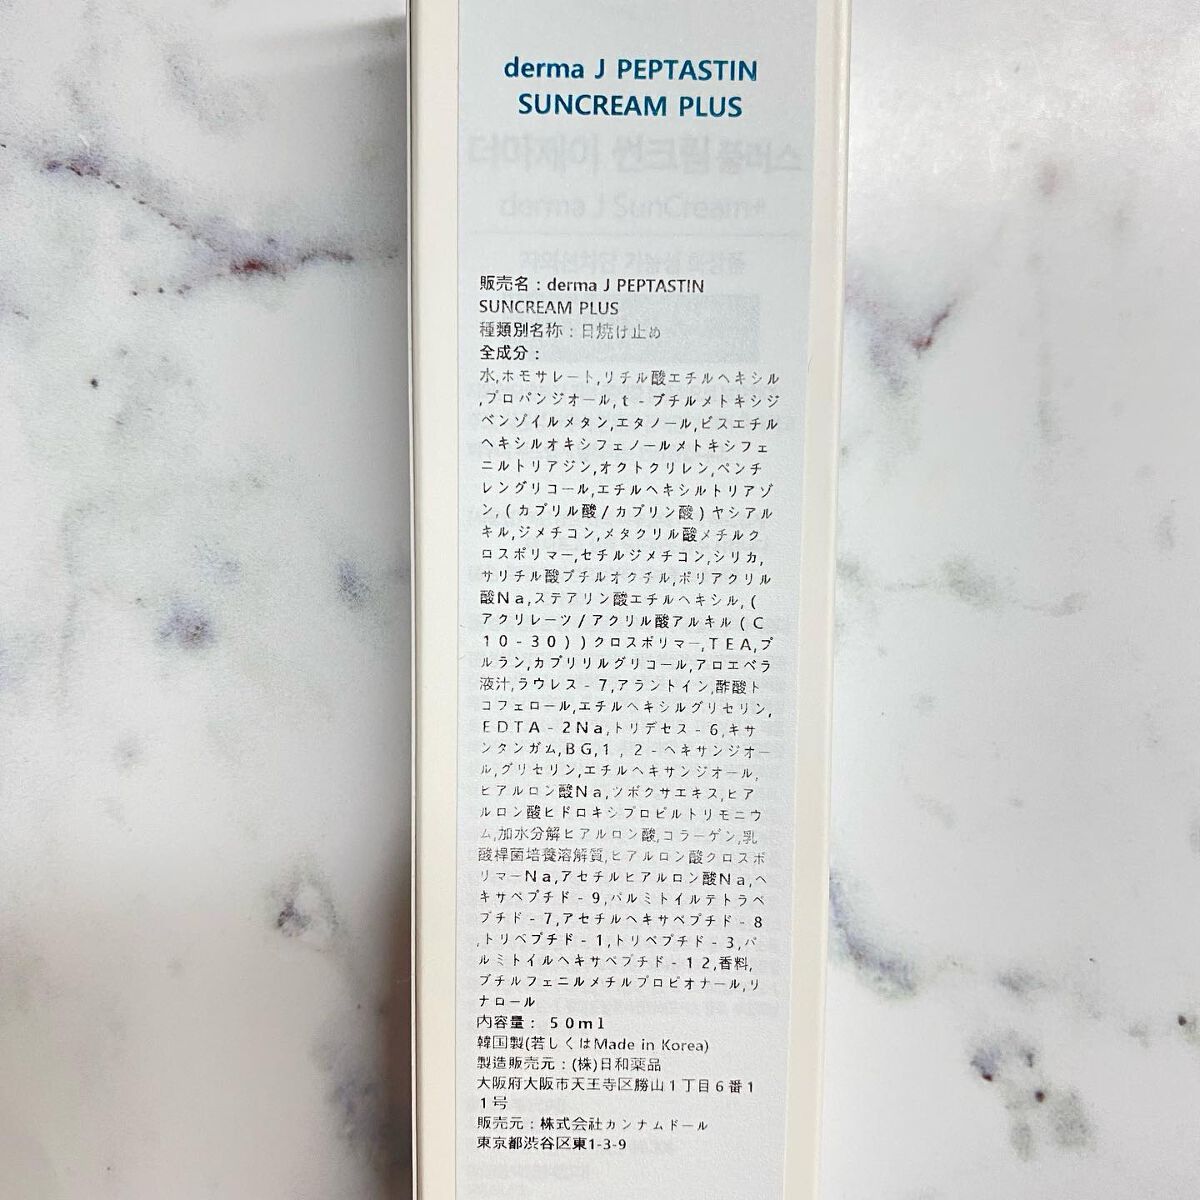 derma J PEPTASTIN
SUNCREAM PLUS
더마제이 썬크림 플러스
derma J SunCream+
販売名：derma J PEPTASTIN
SUNCREAM PLUS
種類別名称：日焼け止め
全成分：
水,ホモサレート,リチル酸エチルヘキシル
,プロパンジオール,ｔ-ブチルメトキシジ
ベンゾイルメタン,エタノール,ビスエチル
ヘキシルオキシフェノールメトキシフェ
ニルトリアジン,オクトクリレン,ペンチ
レングリコール,エチルヘキシルトリアゾ
ン,(カプリル酸/カプリン酸)ヤシアル
キル,ジメチコン,メタクリル酸メチルク
ロスポリマー,セチルジメチコン,シリカ,
サリチル酸ブチルオクチル,ポリアクリル
酸Na,ステアリン酸エチルヘキシル,(
アクリレーツ/アクリル酸アルキル(C
10-30))クロスポリマー,TEA,プ
ルラン,カプリリルグリコール,アロエベラ
液汁,ラウレス-7,アラントイン,酢酸ト
コフェロール,エチルヘキシルグリセリン,
EDTA-2Na,トリデセス-6,キサ
ンタンガム,BG,1,2-ヘキサンジオー
ル,グリセリン,エチルヘキサンジオール,
ヒアルロン酸Na,ツボクサエキス,ヒア
ルロン酸ヒドロキシプロピルトリモニウ
ム,加水分解ヒアルロン酸,コラーゲン,乳
酸桿菌培養溶解質,ヒアルロン酸クロスポ
リマーNa,アセチルヒアルロン酸Na,ヘ
キサペプチド-9,パルミトイルテトラペ
プチド-7,アセチルヘキサペプチド-8
,トリペプチド-1,トリペプチド-3,パ
ルミトイルヘキサペプチド-12,香料,
ブチルフェニルメチルプロピオナール,リ
ナロール
内容量：50ml
韓国製(若しくはMade in Korea)
製造販売元：(株)日和薬品
大阪府大阪市天王寺区勝山1丁目6番1
1号
販売元：株式会社カンナムドール
東京都渋谷区東1-3-9